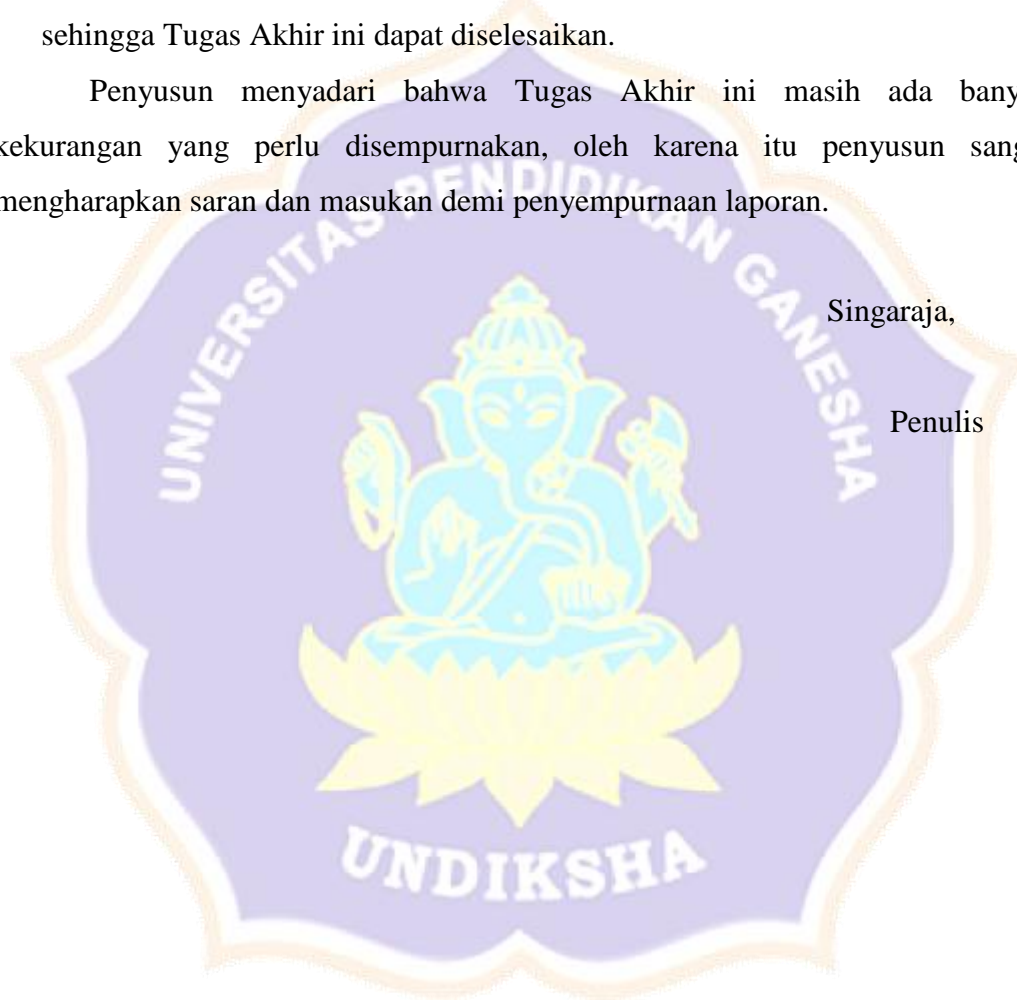 sehingga Tugas Akhir ini dapat diselesaikan.
Penyusun menyadari bahwa Tugas Akhir ini masih ada bany
kekurangan yang perlu disempurnakan, oleh karena itu penyusun sang
mengharapkan saran dan masukan demi penyempurnaan laporan.
Singaraja,
Penulis
UNIVERSITAS PENDIDIKAN GANESHA
UNDIKSHA